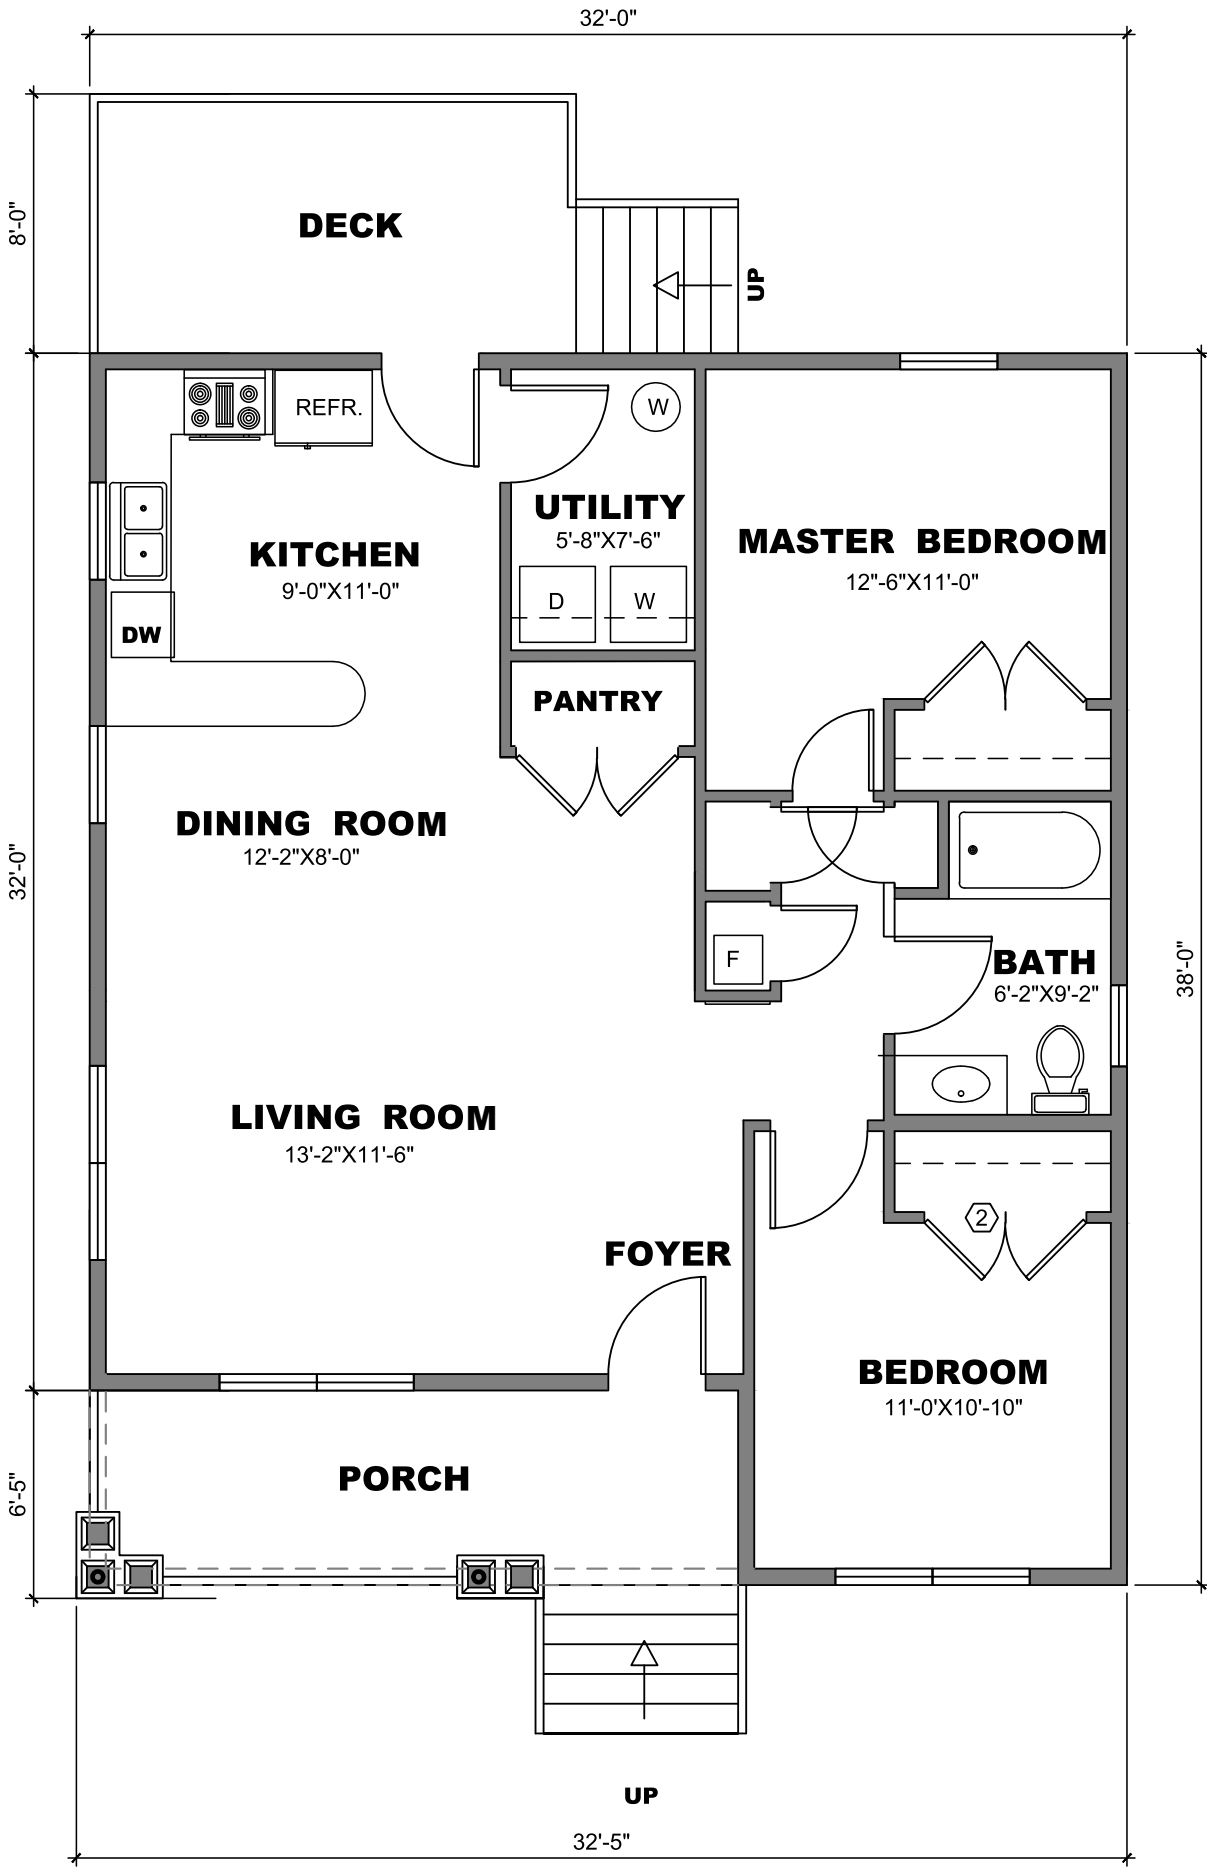 32'-0"
8'-0"
DECK
UP
REFR.
W
UTILITY
5'-8"X7'-6"
KITCHEN
9'-0"X11'-0"
MASTER BEDROOM
12"-6"X11'-0"
D
W
DW
PANTRY
DINING ROOM
12'-2"X8'-0"
32'-0"
F
BATH
6'-2"X9'-2"
38'-0"
LIVING ROOM
13'-2"X11'-6"
2
FOYER
BEDROOM
11'-0'X10'-10"
PORCH
6'-5"
UP
32'-5"